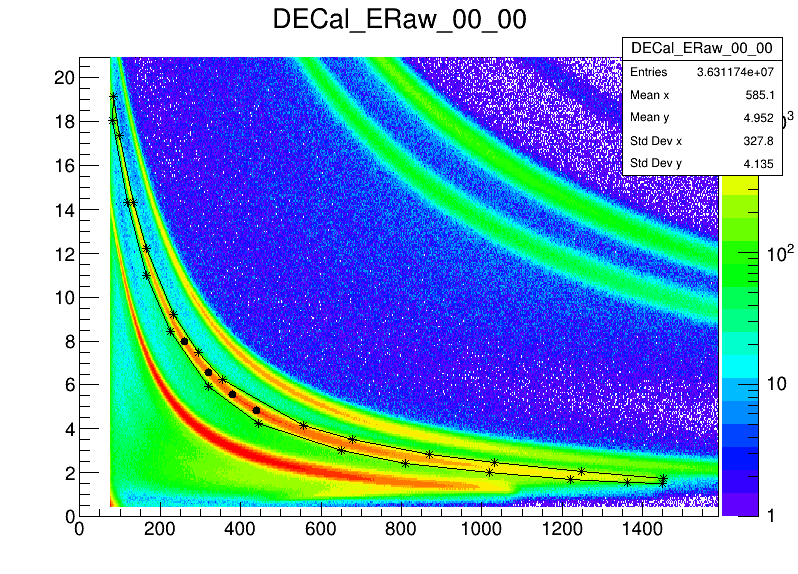 DECal_ERaw_00_00
DECal_ERaw_00_00
Entries 3.631174e+07
Mean x 585.1
Mean y 4.952
Std Dev x 327.8
Std Dev y 4.135
20
18
16
14
12
10
8
6
4
2
0
0 200 400 600 800 1000 1200 1400
10²
10
1